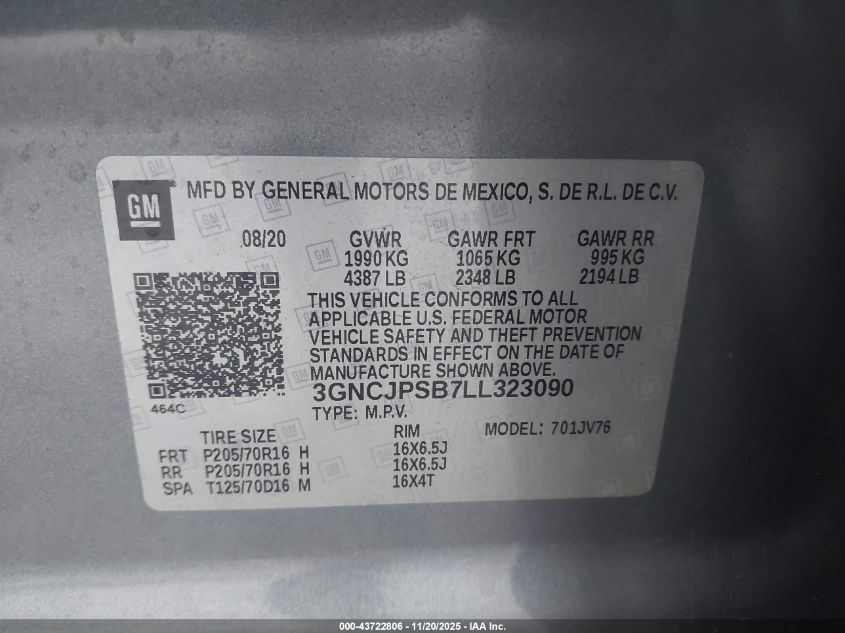 GM
MFD BY GENERAL MOTORS DE MEXICO, S. DE R.L. DE C.V.
08/20 GVWR GAWR FRT GAWR RR
1990 KG 1065 KG 995 KG
4387 LB 2348 LB 2194 LB
THIS VEHICLE CONFORMS TO ALL
APPLICABLE U.S. FEDERAL MOTOR
VEHICLE SAFETY AND THEFT PREVENTION
STANDARDS IN EFFECT ON THE DATE OF
MANUFACTURE SHOWN ABOVE.
3GNCJPSB7LL323090
464C
TYPE: M.P.V.
TIRE SIZE RIM MODEL: 701JV76
FRT P205/70R16 H 16X6.5J
RR P205/70R16 H 16X6.5J
SPA T125/70D16 M 16X4T
000-43722806 - 11/20/2025 - IAA Inc.